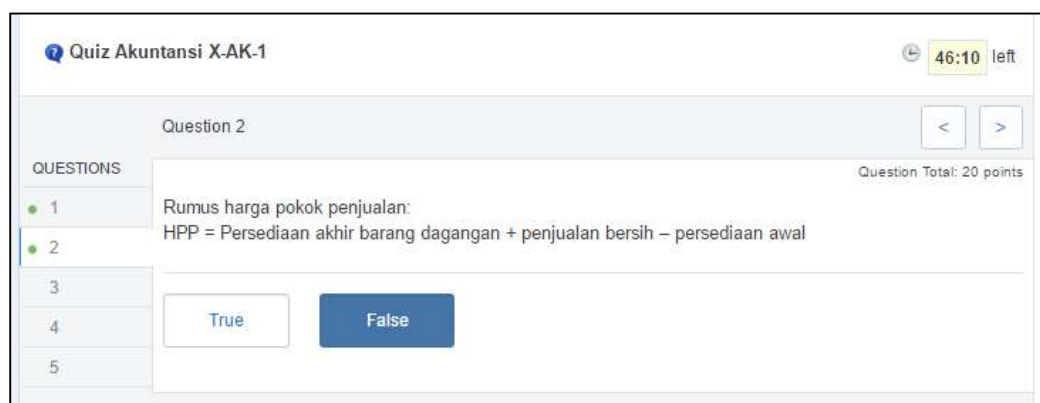 Quiz Akuntansi X-AK-1
46:10 left
Question 2
< >
QUESTIONS
Question Total: 20 points
1
2
3
4
5
Rumus harga pokok penjualan:
HPP = Persediaan akhir barang dagangan + penjualan bersih – persediaan awal
True
False